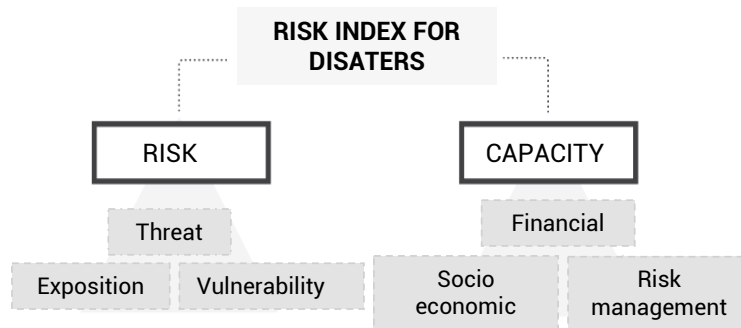 RISK INDEX FOR
DISATERS
RISK
CAPACITY
Threat
Exposition
Vulnerability
Financial
Socio
economic
Risk
management